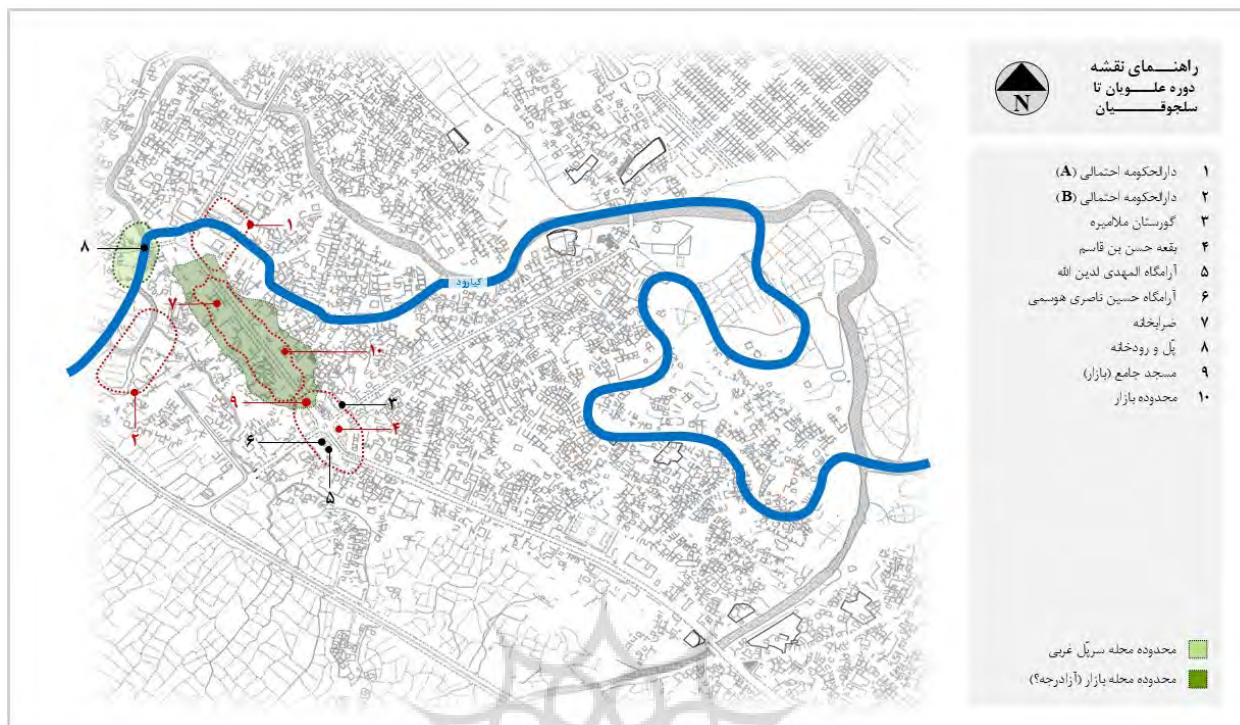 راهنمای نقشه
دوره علویان تا
سلجوقیان
N
۱ دارالحکومه احتمالی (A)
۲ دارالحکومه احتمالی (B)
۳ گورستان ملامیره
۴ بقعه حسن بن قاسم
۵ آرامگاه المهدی لدین الله
۶ آرامگاه حسین ناصری هوسمی
۷ ضرابخانه
۸ پل و رودخانه
۹ مسجد جامع (بازار)
۱۰ محدوده بازار
محدوده محله سرپل غربی
محدوده محله بازار (آزادرجه؟)
۱
۸
کیارود
۷
۱۰
۹
۳
۴
۲
۶
۵